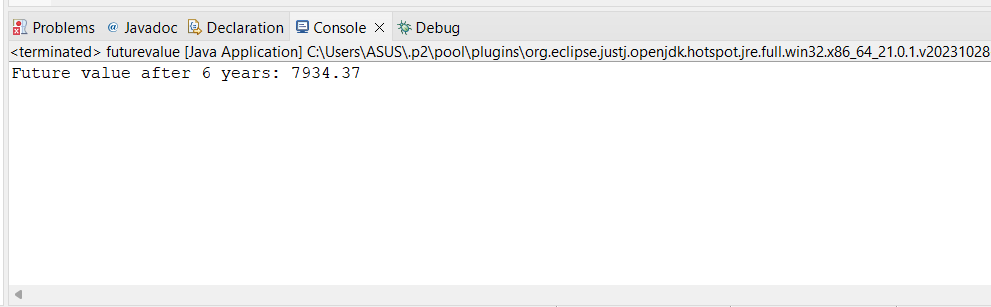 Problems @ Javadoc Declaration Console Debug
<terminated> futurevalue [Java Application] C:\Users\ASUS\.p2\pool\plugins\org.eclipse.justj.openjdk.hotspot.jre.full.win32.x86_64_21.0.1.v20231028
Future value after 6 years: 7934.37